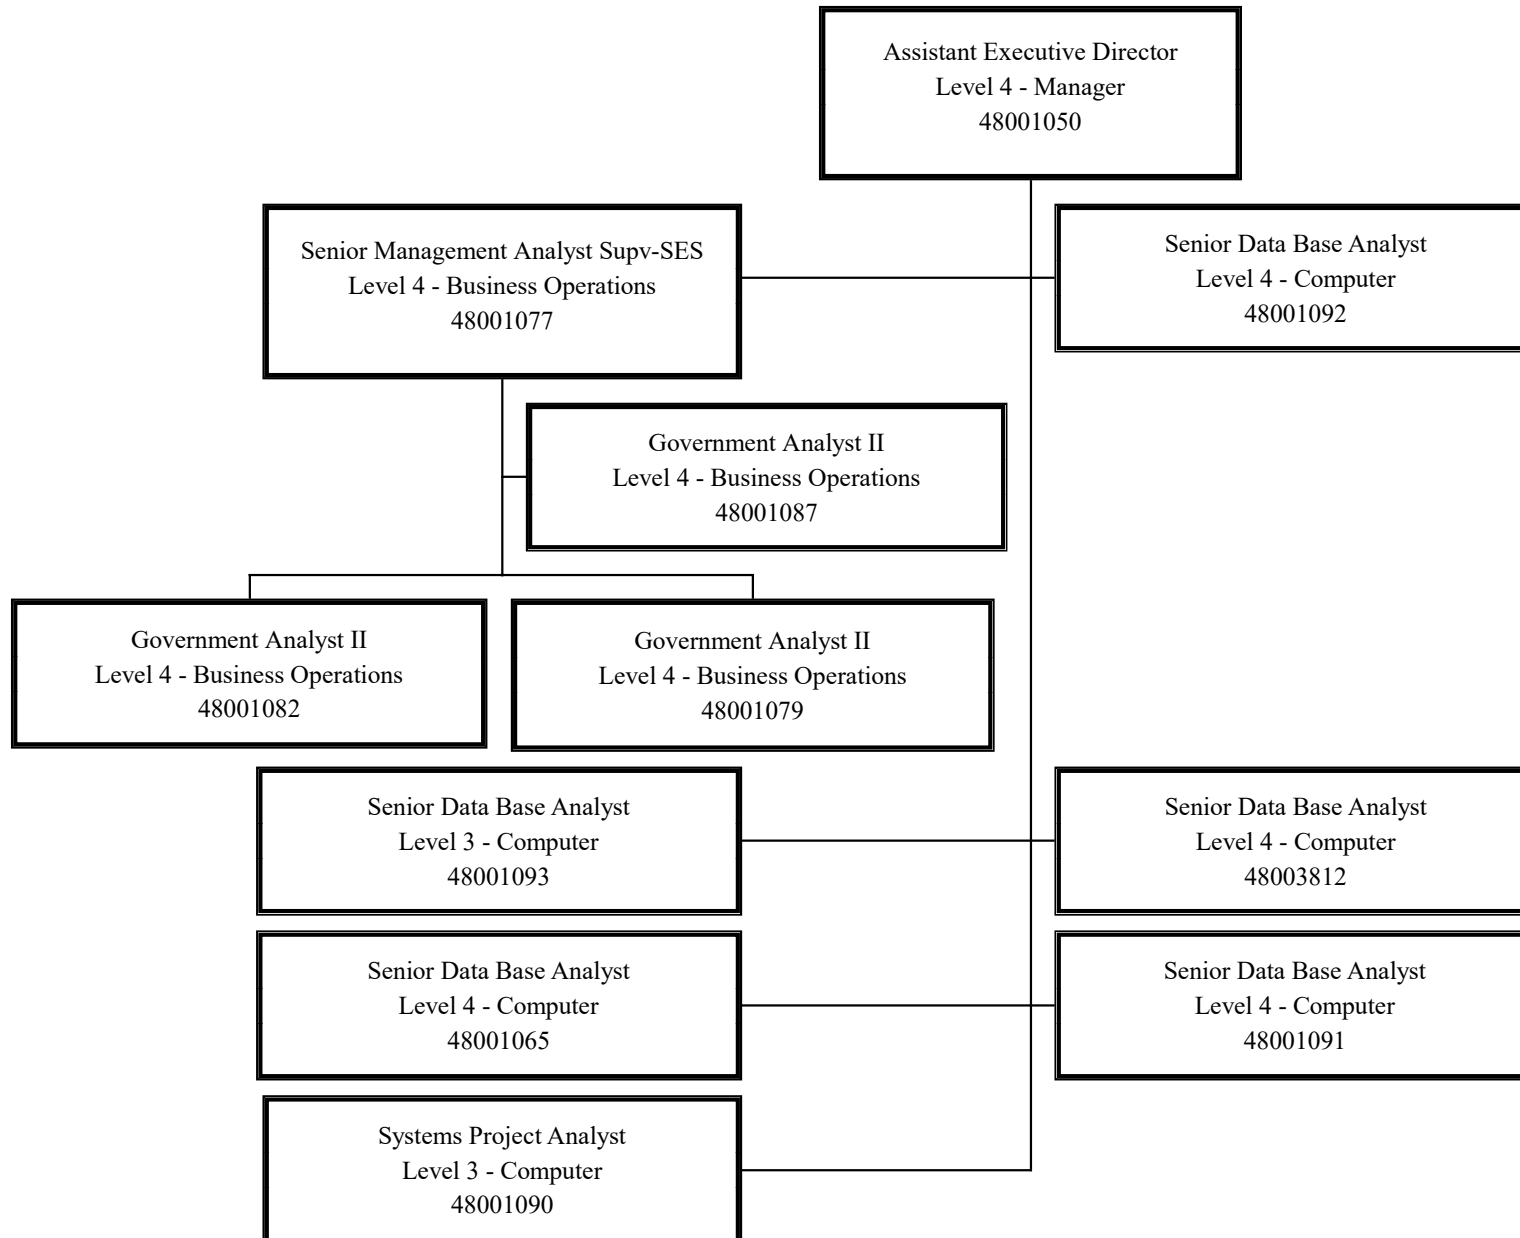 Assistant Executive Director
Level 4 - Manager
48001050
Senior Management Analyst Supv-SES
Level 4 - Business Operations
48001077
Senior Data Base Analyst
Level 4 - Computer
48001092
Government Analyst II
Level 4 - Business Operations
48001087
Government Analyst II
Level 4 - Business Operations
48001082
Government Analyst II
Level 4 - Business Operations
48001079
Senior Data Base Analyst
Level 3 - Computer
48001093
Senior Data Base Analyst
Level 4 - Computer
48003812
Senior Data Base Analyst
Level 4 - Computer
48001065
Senior Data Base Analyst
Level 4 - Computer
48001091
Systems Project Analyst
Level 3 - Computer
48001090